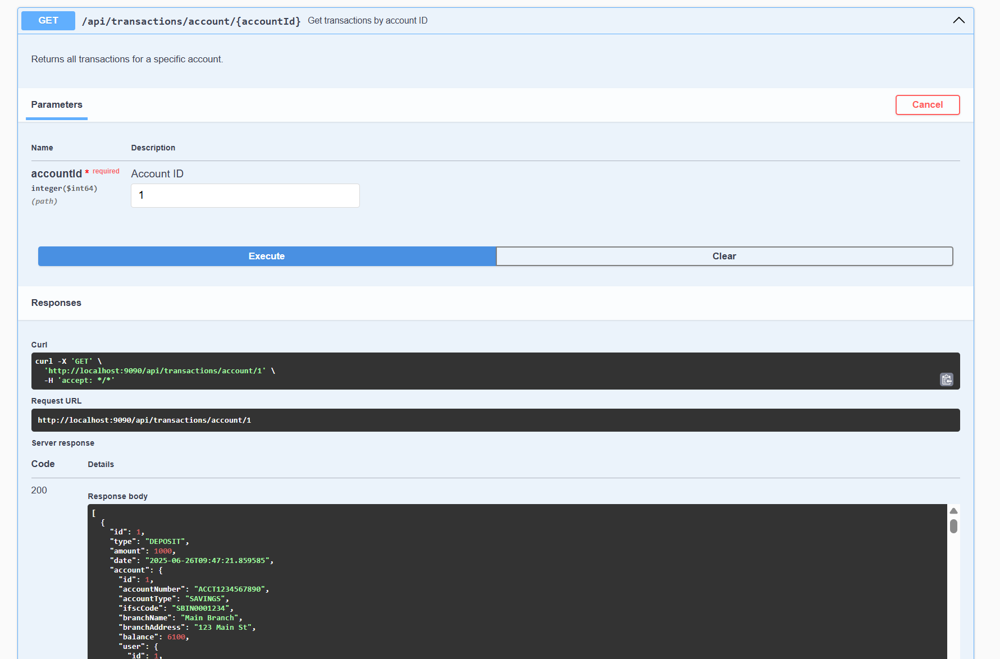 GET /api/transactions/account/{accountId} Get transactions by account ID
Returns all transactions for a specific account.
Parameters
Cancel
Name Description
accountId * required Account ID
integer($int64)
(path)
1
Execute Clear
Responses
Curl
curl -X 'GET' \
  'http://localhost:9090/api/transactions/account/1' \
  -H 'accept: */*'
Request URL
http://localhost:9090/api/transactions/account/1
Server response
Code Details
200
Response body
[
  {
    "id": 1,
    "type": "DEPOSIT",
    "amount": 1000,
    "date": "2025-06-26T09:47:21.859585",
    "account": {
      "id": 1,
      "accountNumber": "ACCT1234567890",
      "accountType": "SAVINGS",
      "ifscCode": "SBIN0001234",
      "branchName": "Main Branch",
      "branchAddress": "123 Main St",
      "balance": 6100,
      "user": {
        "id": 1,